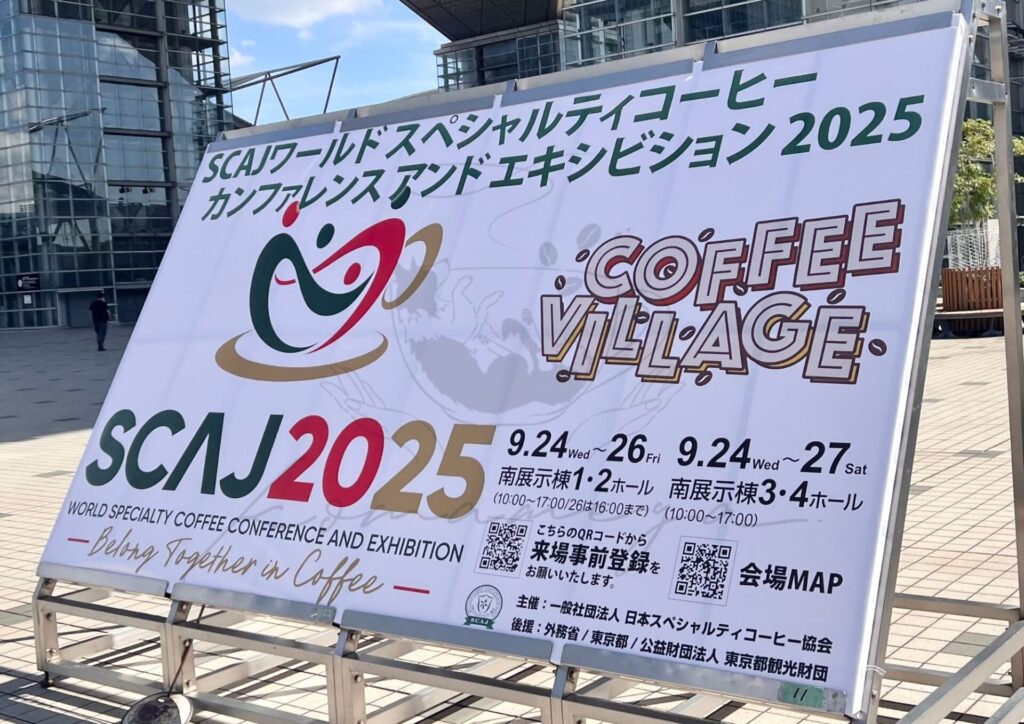 SCAJワールド スペシャルティコーヒー
カンファレンス アンド エキシビション 2025
COFFEE
VILLAGE
SCAJ2025
WORLD SPECIALTY COFFEE CONFERENCE AND EXHIBITION
Belong Together in Coffee
9.24Wed～26Fri
南展示棟1・2ホール
(10:00～17:00/26は16:00まで)
9.24Wed～27Sat
南展示棟3・4ホール
(10:00～17:00)
こちらのQRコードから
来場事前登録を
お願いいたします。
会場MAP
SCAJ
主催：一般社団法人 日本スペシャルティコーヒー協会
後援：外務省 / 東京都 / 公益財団法人 東京都観光財団
11